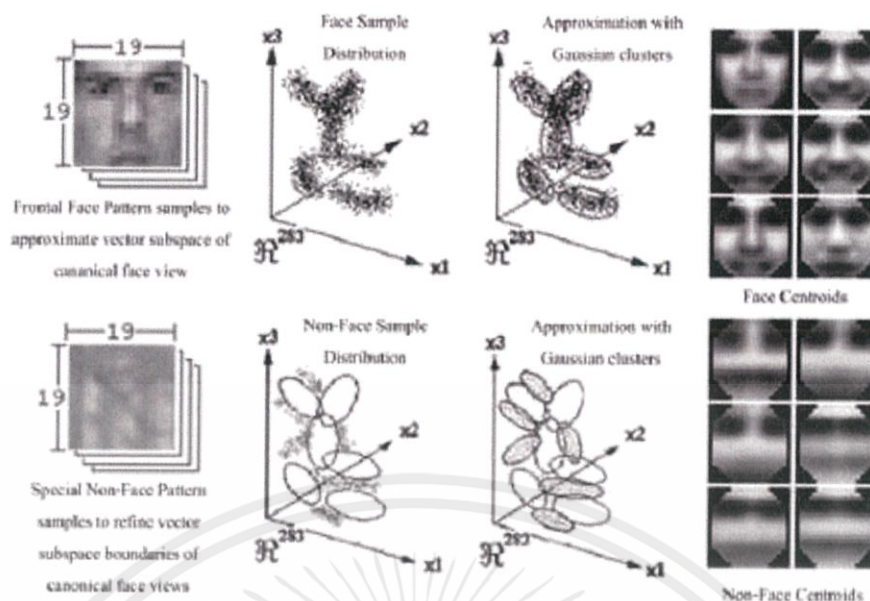 19
19
Frontal Face Pattern samples to
approximate vector subspace of
cananical face view
Face Sample
Distribution
x3
x2
x1
ℜ283
Approximation with
Gaussian clusters
x3
x2
x1
ℜ283
Face Centroids
19
19
Special Non-Face Pattern
samples to refine vector
subspace boundaries of
canonical face views
Non-Face Sample
Distribution
x3
x2
x1
ℜ283
Approximation with
Gaussian clusters
x3
x2
x1
ℜ283
Non-Face Centroids